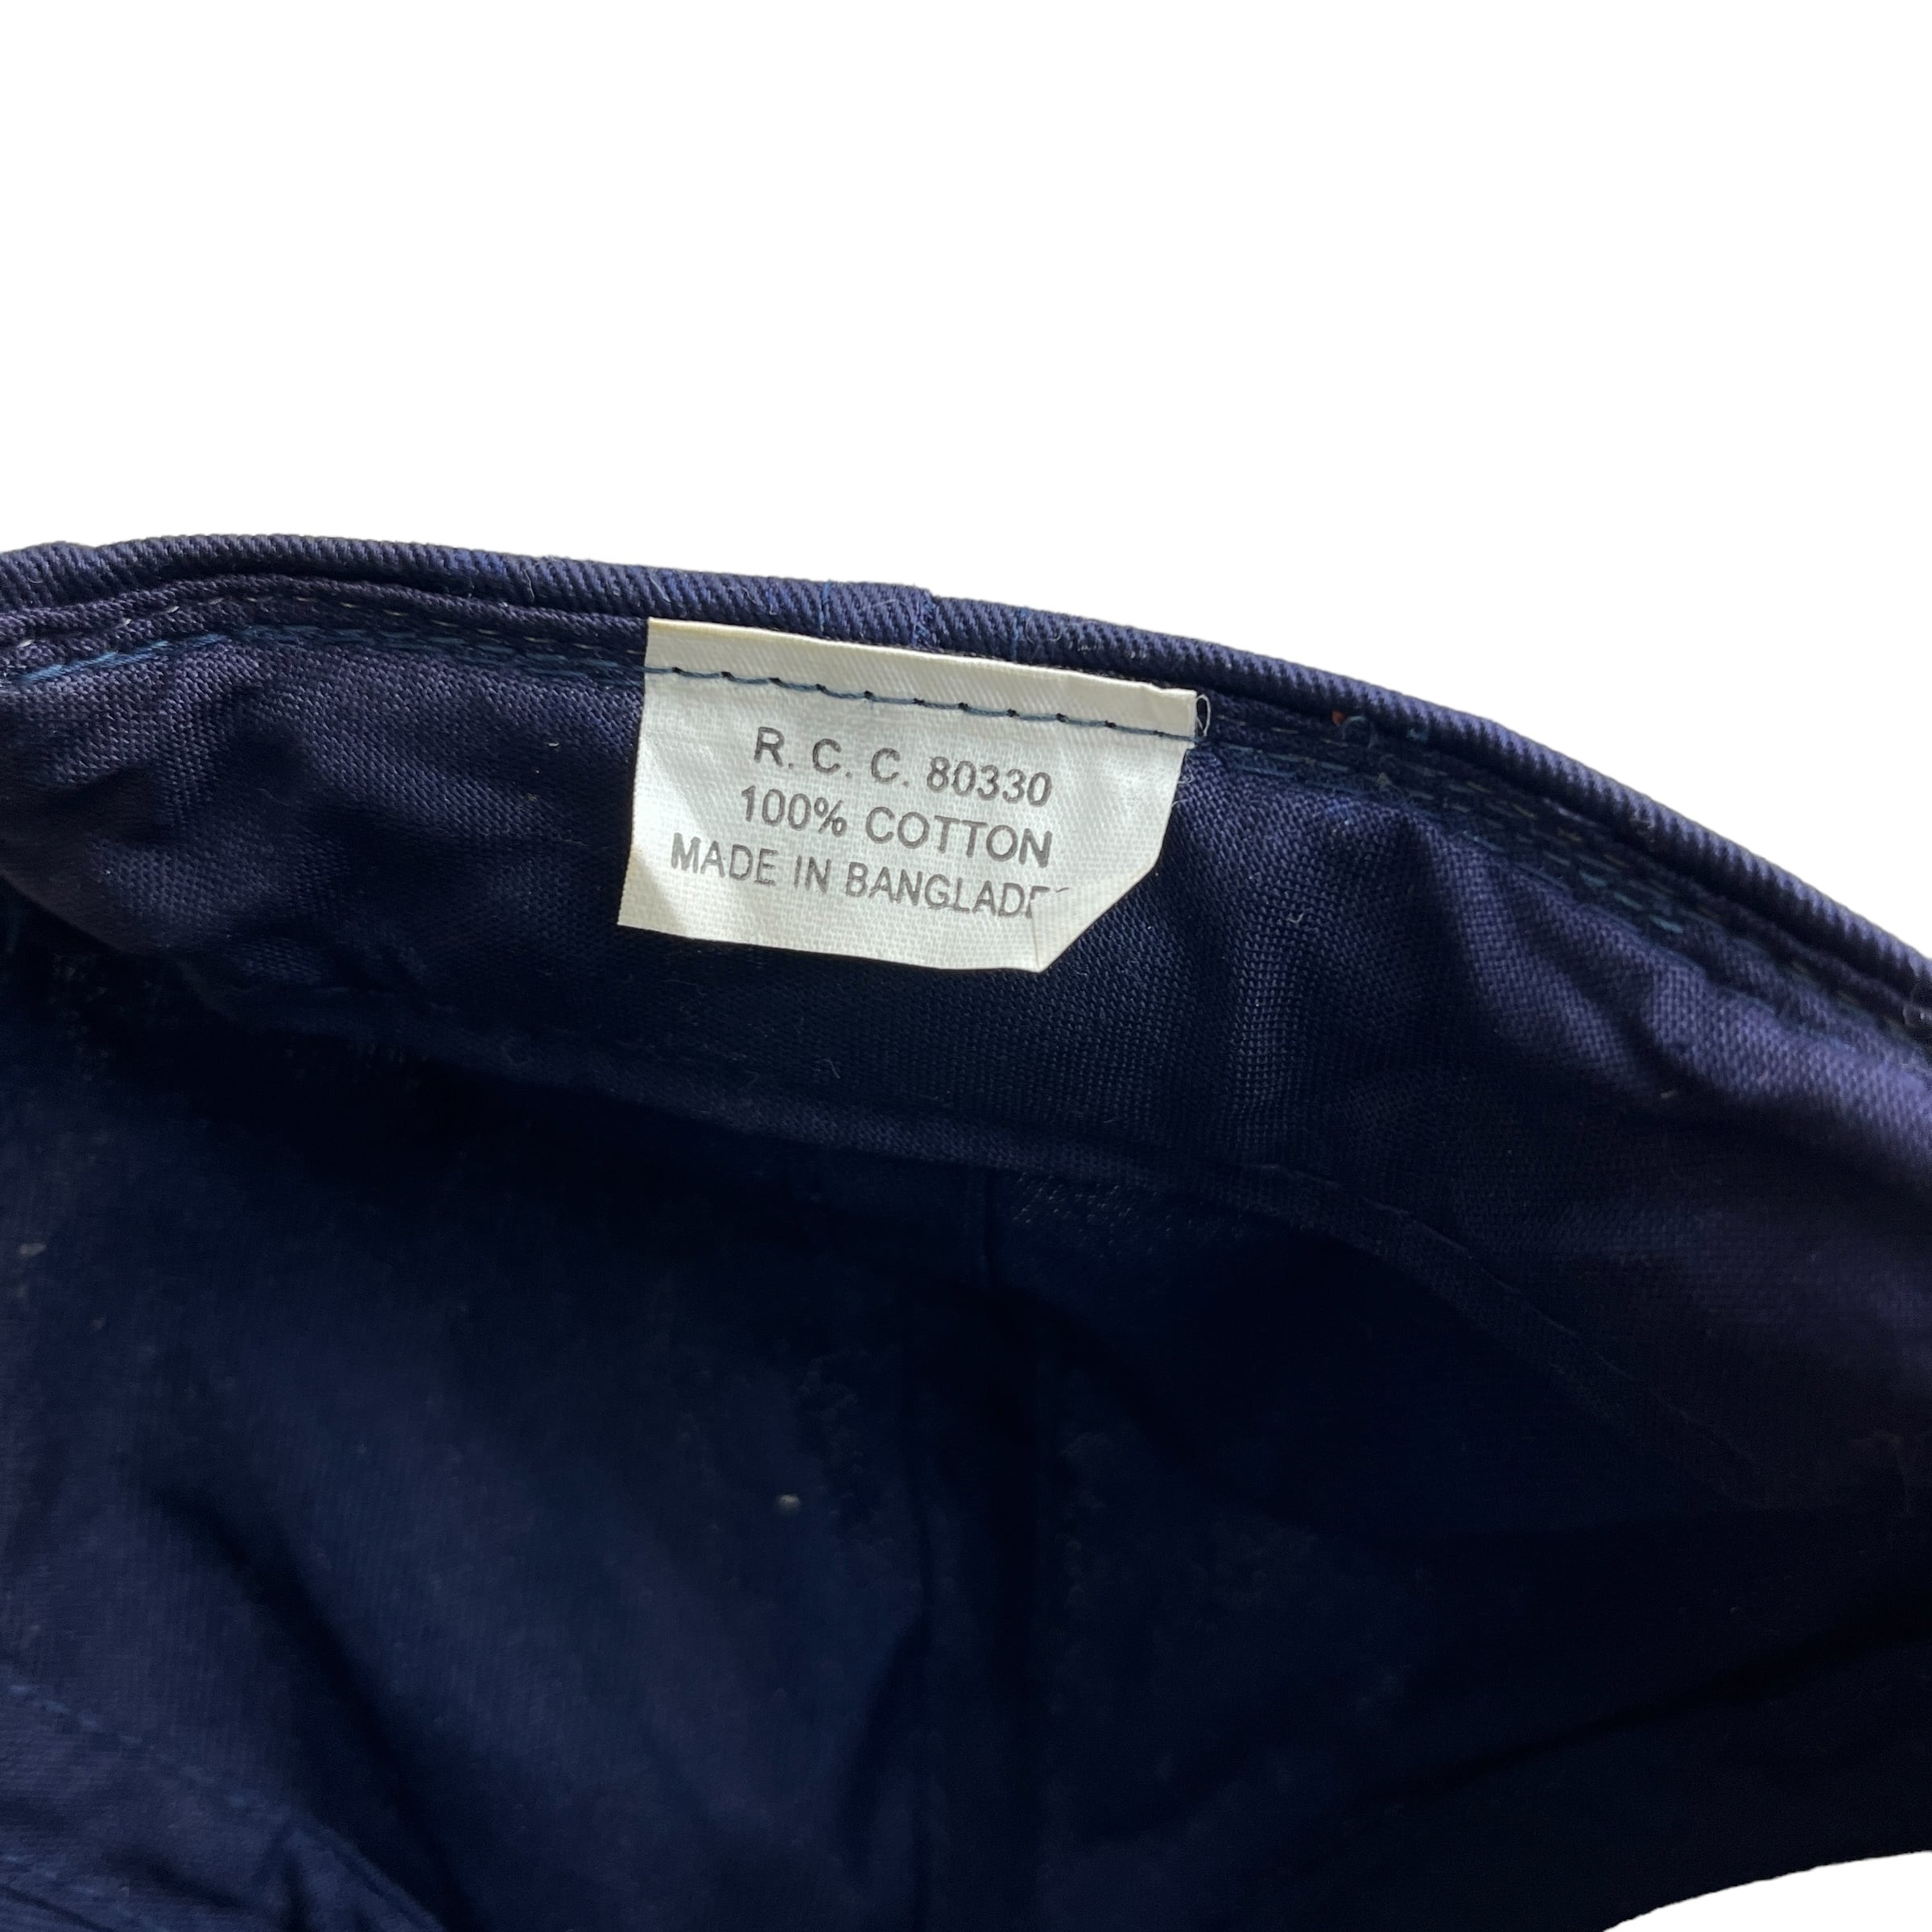 R. C. C. 80330
100% COTTON
MADE IN BANGLADE